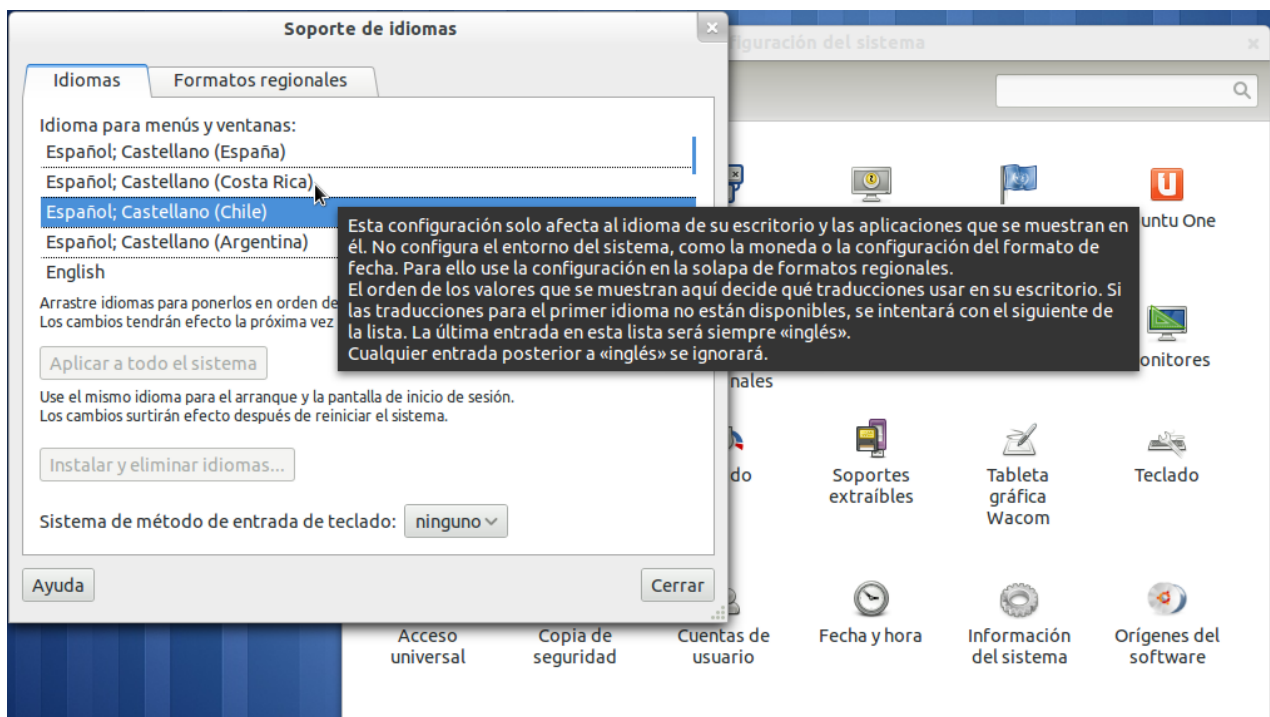 Soporte de idiomas
Idiomas
Formatos regionales
Idioma para menús y ventanas:
Español; Castellano (España)
Español; Castellano (Costa Rica)
Español; Castellano (Chile)
Español; Castellano (Argentina)
English
Arrastre idiomas para ponerlos en orden de
Los cambios tendrán efecto la próxima vez
Aplicar a todo el sistema
Use el mismo idioma para el arranque y la pantalla de inicio de sesión.
Los cambios surtirán efecto después de reiniciar el sistema.
Instalar y eliminar idiomas...
Sistema de método de entrada de teclado: ninguno
Ayuda
Cerrar
Esta configuración solo afecta al idioma de su escritorio y las aplicaciones que se muestran en
él. No configura el entorno del sistema, como la moneda o la configuración del formato de
fecha. Para ello use la configuración en la solapa de formatos regionales.
El orden de los valores que se muestran aquí decide qué traducciones usar en su escritorio. Si
las traducciones para el primer idioma no están disponibles, se intentará con el siguiente de
la lista. La última entrada en esta lista será siempre «inglés».
Cualquier entrada posterior a «inglés» se ignorará.
figuración del sistema
untu One
onitores
nales
do
Soportes
extraíbles
Tableta
gráfica
Wacom
Teclado
Acceso
universal
Copia de
seguridad
Cuentas de
usuario
Fecha y hora
Información
del sistema
Orígenes del
software